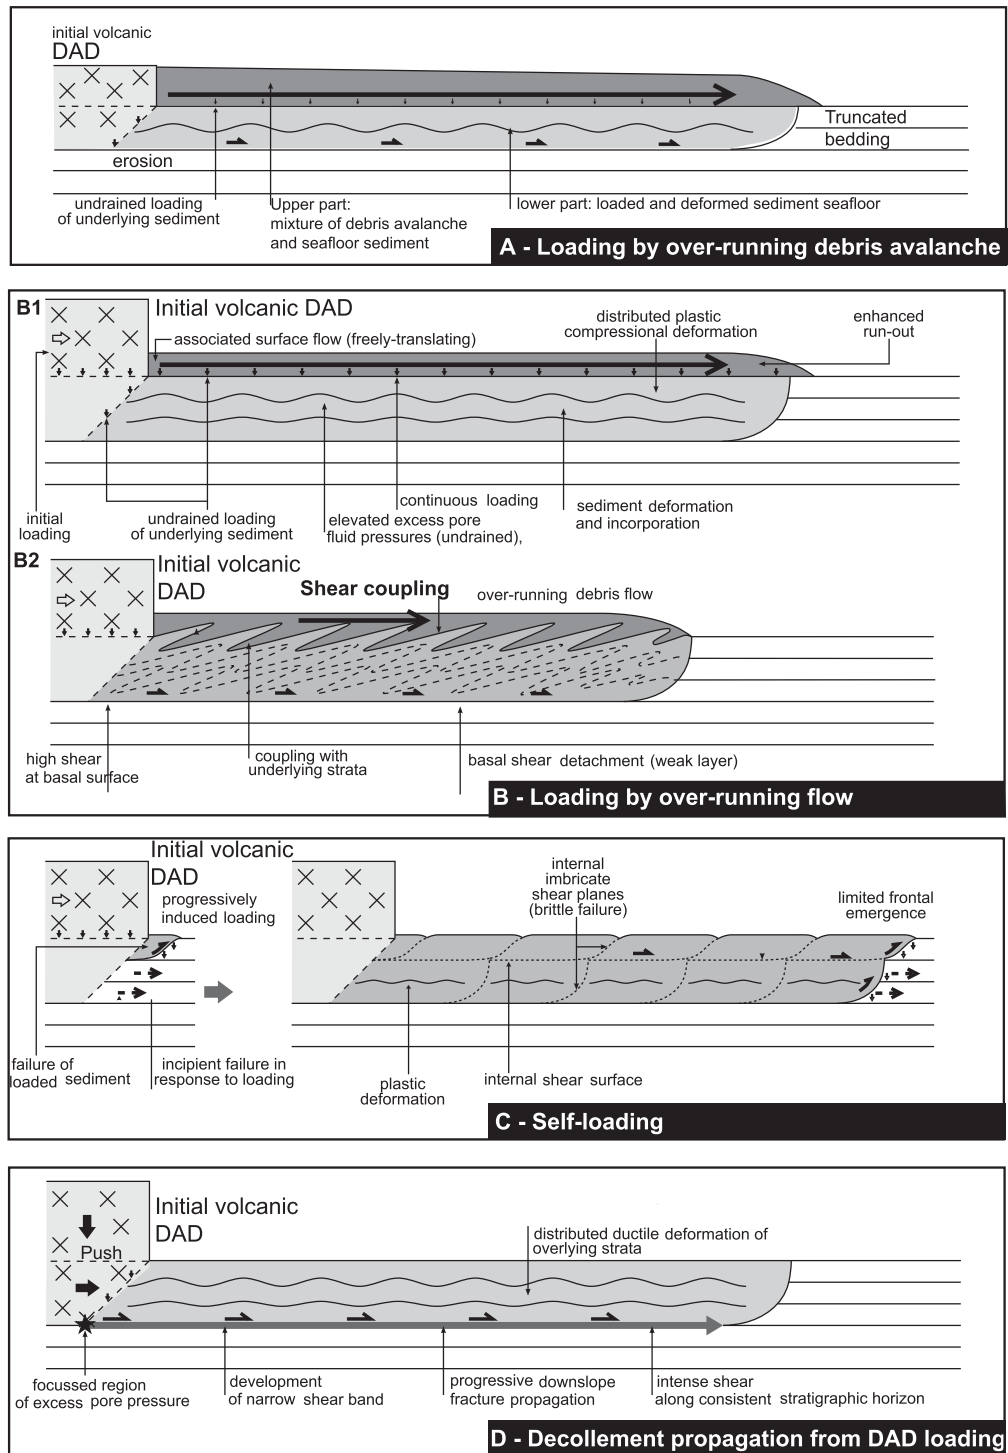 initial volcanic
DAD
Truncated
bedding
erosion
undrained loading
of underlying sediment
Upper part:
mixture of debris avalanche
and seafloor sediment
lower part: loaded and deformed sediment seafloor
A - Loading by over-running debris avalanche
B1
Initial volcanic DAD
associated surface flow (freely-translating)
distributed plastic
compressional deformation
enhanced
run-out
initial
loading
undrained loading
of underlying sediment
continuous loading
elevated excess pore
fluid pressures (undrained),
sediment deformation
and incorporation
B2
Initial volcanic
DAD
Shear coupling
over-running debris flow
high shear
at basal surface
coupling with
underlying strata
basal shear detachment (weak layer)
B - Loading by over-running flow
Initial volcanic
DAD
progressively
induced loading
internal
imbricate
shear planes
(brittle failure)
limited frontal
emergence
failure of
loaded sediment
incipient failure in
response to loading
plastic
deformation
internal shear surface
C - Self-loading
Initial volcanic
DAD
Push
distributed ductile deformation of
overlying strata
focussed region
of excess pore pressure
development
of narrow shear band
progressive downslope
fracture propagation
intense shear
along consistent stratigraphic horizon
D - Decollement propagation from DAD loading